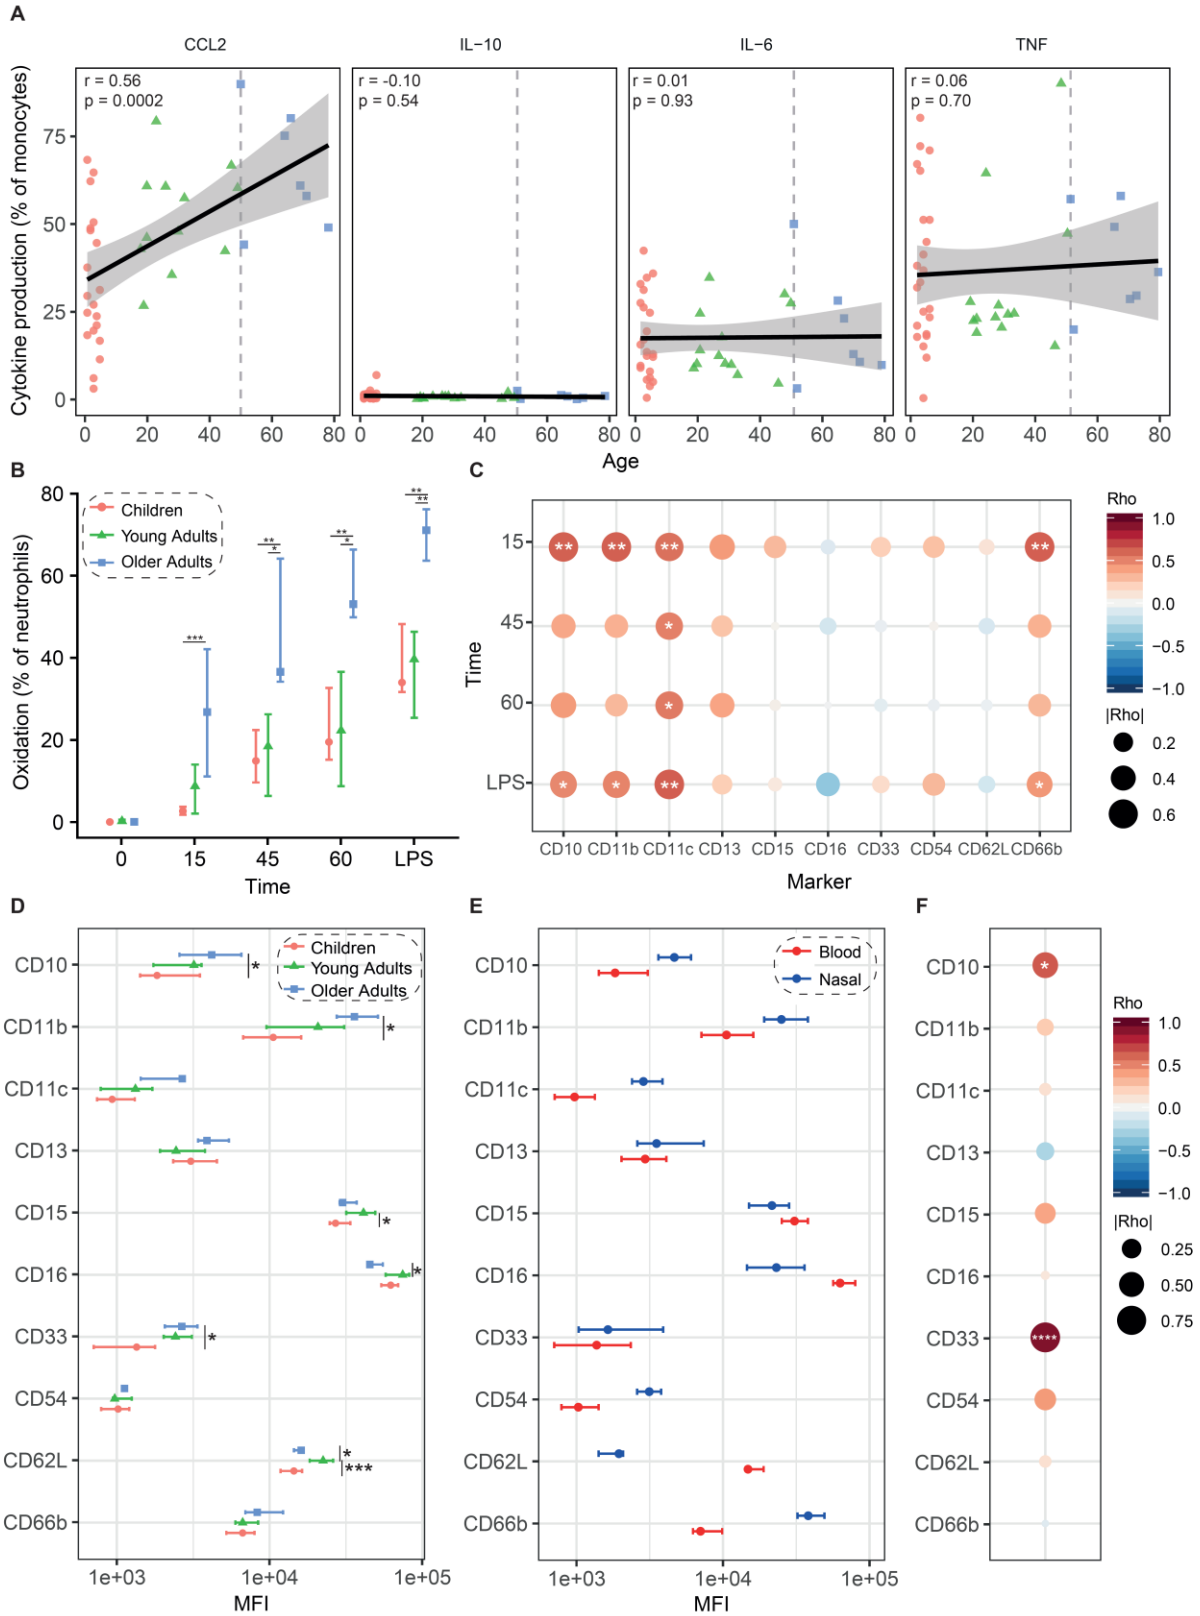 A
CCL2 IL−10 IL−6 TNF
Cytokine production (% of monocytes)
r = 0.56 r = -0.10 r = 0.01 r = 0.06
p = 0.0002 p = 0.54 p = 0.93 p = 0.70
75
50
25
0
0 20 40 60 80 0 20 40 60 80 0 20 40 60 80 0 20 40 60 80
Age
B
Oxidation (% of neutrophils)
80
60
40
20
0
Children
Young Adults
Older Adults
***
**
*
**
*
**
**
0 15 45 60 LPS
Time
C
Time
15 ** ** ** **
45 *
60 *
LPS * * ** *
CD10 CD11b CD11c CD13 CD15 CD16 CD33 CD54 CD62L CD66b
Marker
Rho
1.0
0.5
0.0
−0.5
−1.0
|Rho|
0.2
0.4
0.6
D
Children
Young Adults
Older Adults
CD10 *
CD11b *
CD11c
CD13
CD15 *
CD16 *
CD33 *
CD54
CD62L *
***
CD66b
1e+03 1e+04 1e+05
MFI
E
Blood
Nasal
CD10
CD11b
CD11c
CD13
CD15
CD16
CD33
CD54
CD62L
CD66b
1e+03 1e+04 1e+05
MFI
F
CD10 *
CD11b
CD11c
CD13
CD15
CD16
CD33 ****
CD54
CD62L
CD66b
Rho
1.0
0.5
0.0
−0.5
−1.0
|Rho|
0.25
0.50
0.75